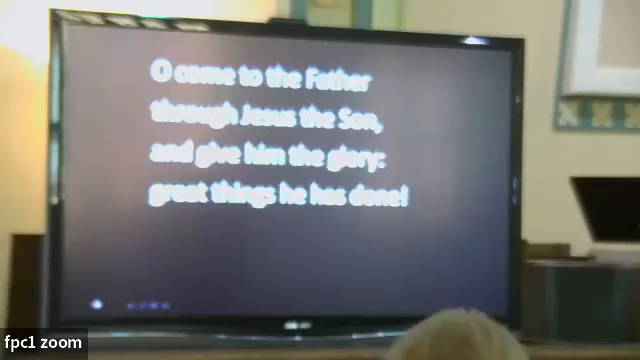 O come to the Father
through Jesus the Son,
and give him the glory:
great things he has done!
fpc1 zoom